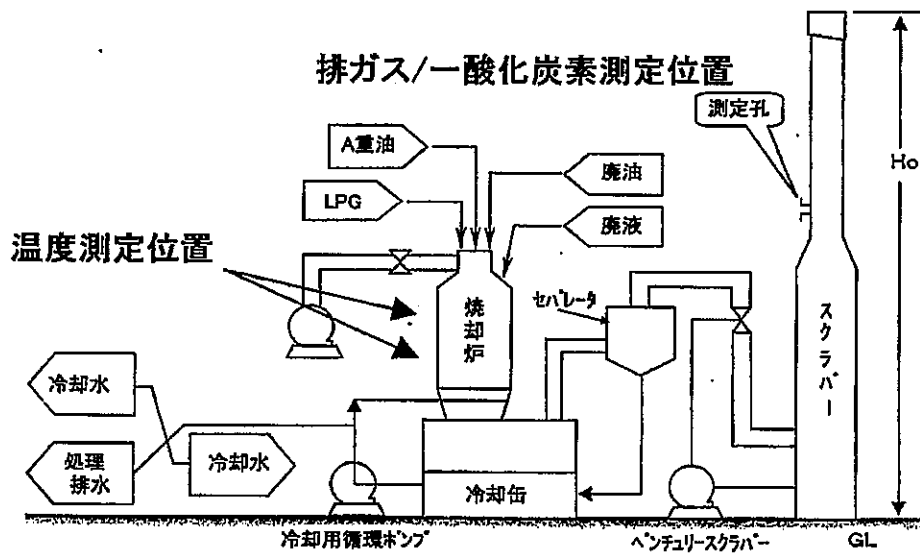 排ガス/一酸化炭素測定位置
測定孔
A重油
廃油
Ho
LPG
廃液
温度測定位置
焼却炉
セパレータ
スクラバー
冷却水
冷却水
処理
排水
冷却缶
冷却用循環ポンプ
ベンチュリースクラバー
GL